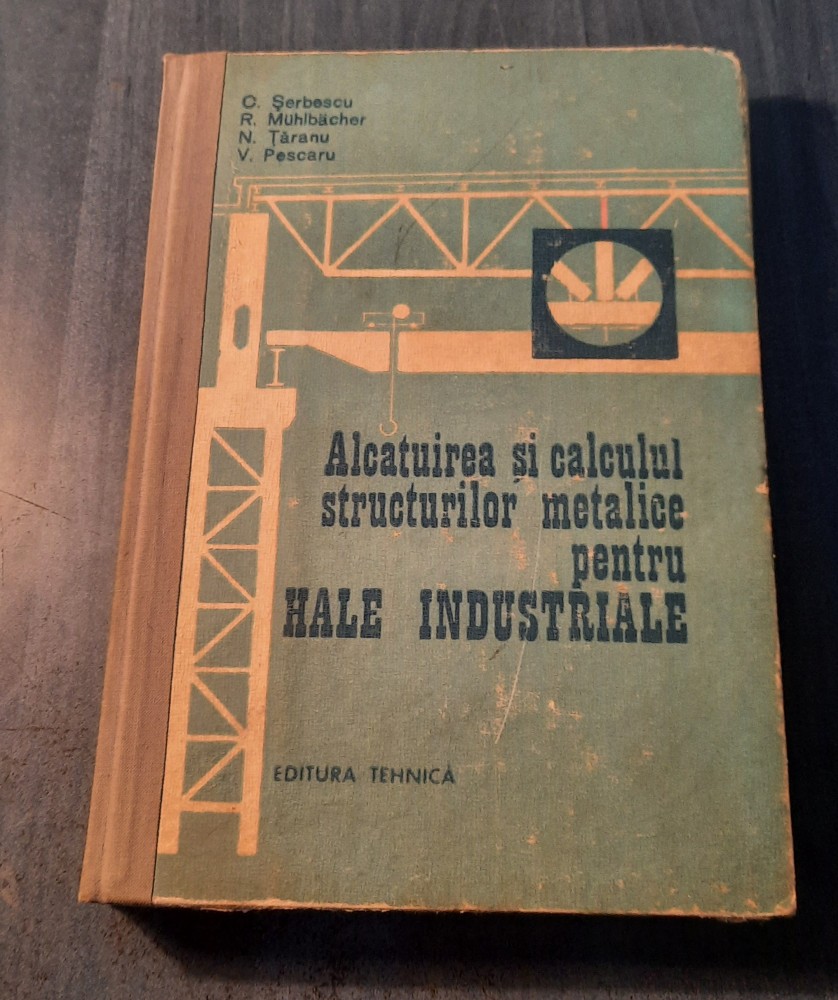 C. Șerbescu
R. Mühlbächer
N. Țăranu
V. Pescaru
Alcatuirea și calculul
structurilor metalice
pentru
HALE INDUSTRIALE
EDITURA TEHNICĂ